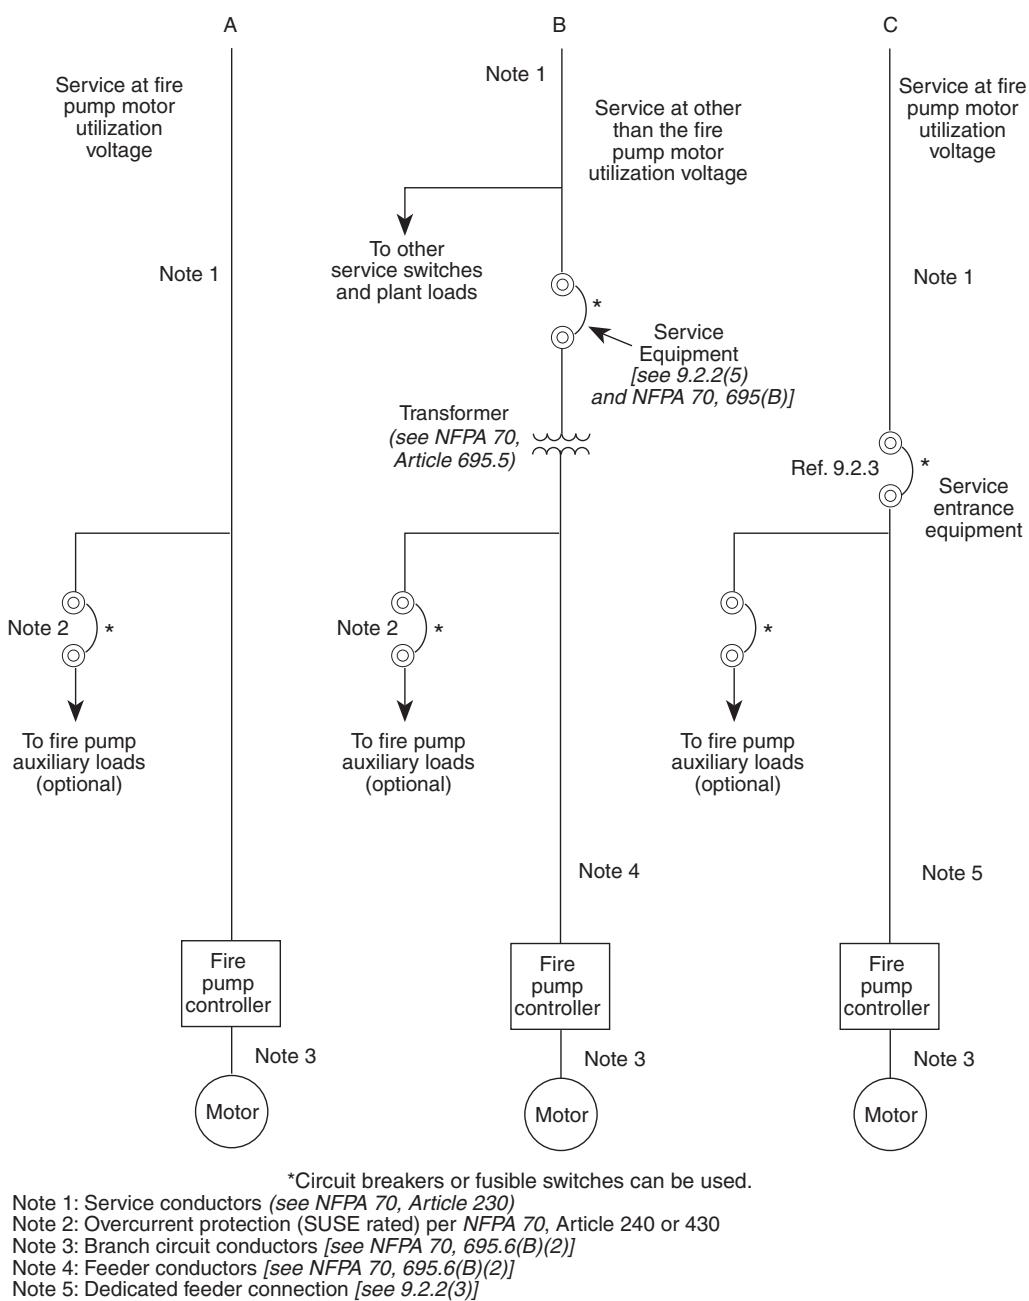 A
B
C
Service at fire
pump motor
utilization
voltage
Note 1
Service at other
than the fire
pump motor
utilization voltage
Service at fire
pump motor
utilization
voltage
To other
service switches
and plant loads
Note 1
Note 1
*
Service
Equipment
[see 9.2.2(5)
and NFPA 70, 695(B)]
Transformer
(see NFPA 70,
Article 695.5)
Ref. 9.2.3
*
Service
entrance
equipment
Note 2
*
Note 2
*
*
To fire pump
auxiliary loads
(optional)
To fire pump
auxiliary loads
(optional)
To fire pump
auxiliary loads
(optional)
Note 4
Note 5
Fire
pump
controller
Fire
pump
controller
Fire
pump
controller
Note 3
Note 3
Note 3
Motor
Motor
Motor
*Circuit breakers or fusible switches can be used.
Note 1: Service conductors (see NFPA 70, Article 230)
Note 2: Overcurrent protection (SUSE rated) per NFPA 70, Article 240 or 430
Note 3: Branch circuit conductors [see NFPA 70, 695.6(B)(2)]
Note 4: Feeder conductors [see NFPA 70, 695.6(B)(2)]
Note 5: Dedicated feeder connection [see 9.2.2(3)]